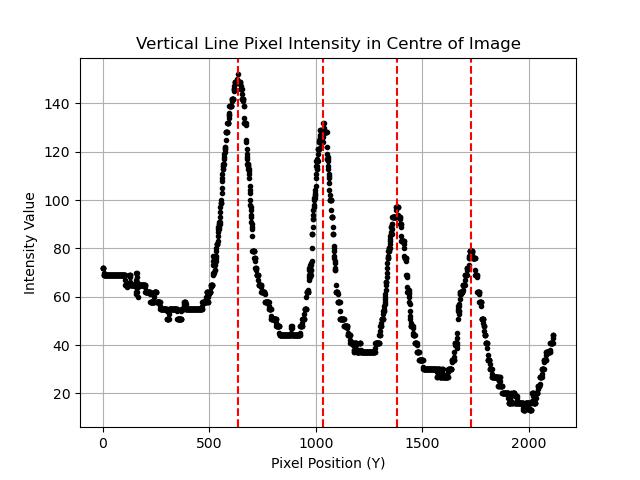 Vertical Line Pixel Intensity in Centre of Image
Intensity Value
140
120
100
80
60
40
20
0 500 1000 1500 2000
Pixel Position (Y)